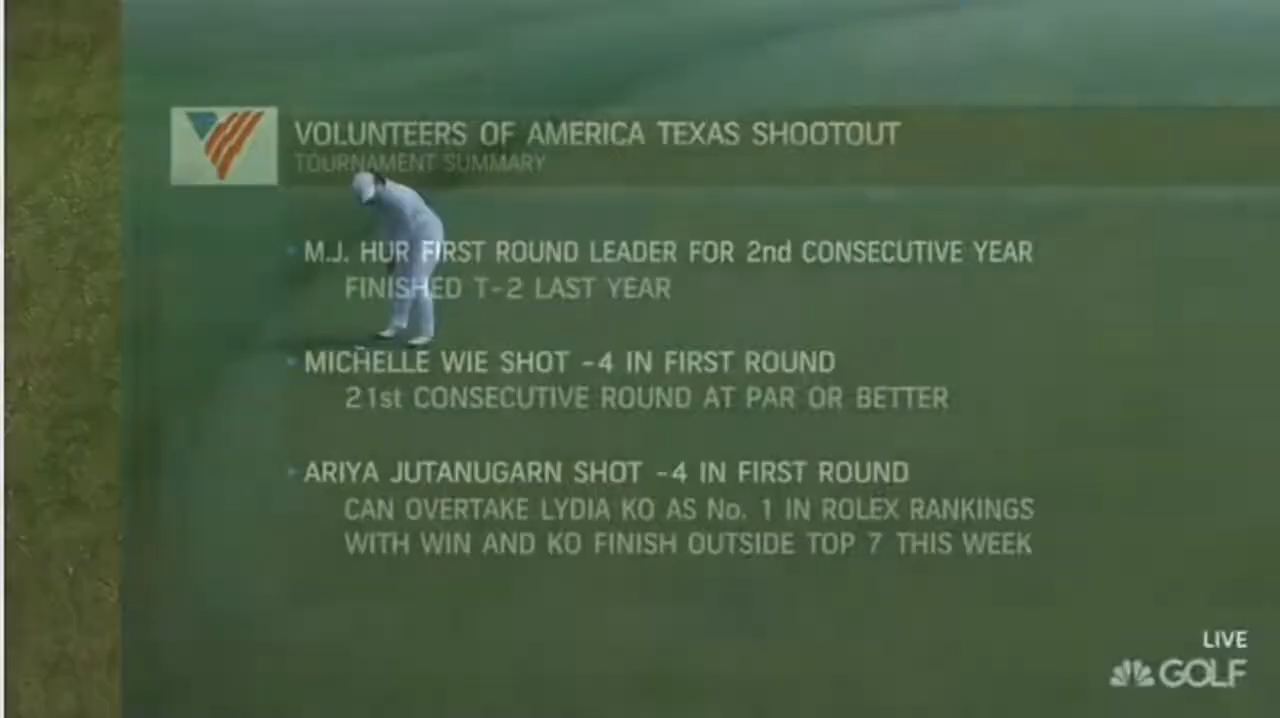 VOLUNTEERS OF AMERICA TEXAS SHOOTOUT
TOURNAMENT SUMMARY
M.J. HUR FIRST ROUND LEADER FOR 2nd CONSECUTIVE YEAR
FINISHED T-2 LAST YEAR
MICHELLE WIE SHOT -4 IN FIRST ROUND
21st CONSECUTIVE ROUND AT PAR OR BETTER
ARIYA JUTANUGARN SHOT -4 IN FIRST ROUND
CAN OVERTAKE LYDIA KO AS No. 1 IN ROLEX RANKINGS
WITH WIN AND KO FINISH OUTSIDE TOP 7 THIS WEEK
LIVE
GOLF